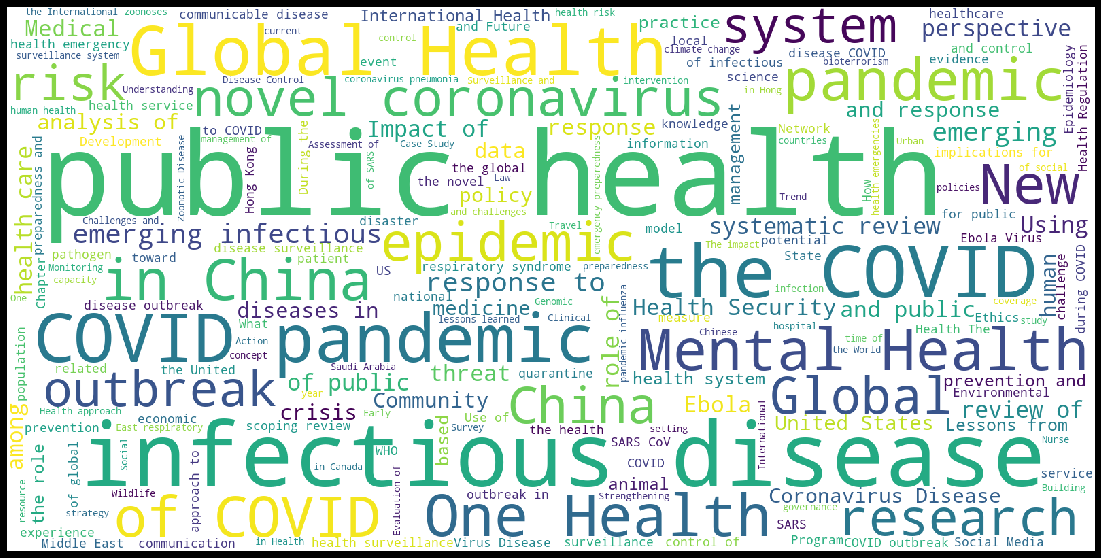 the International zoonoses
communicable disease
International Health
health risk
healthcare
Medical
current
and Future
practice
system
perspective
health emergency
Global Health
control
local
climate change
disease COVID
and control
surveillance system
event
of infectious
bioterrorism
evidence
risk
Understanding
Disease Control
coronavirus pneumonia
Surveillance and
intervention
science
pandemic
in Hong
Epidemiology
Health Regulation
human health
health service
novel coronavirus
and response
analysis of
to COVID
management of
Assessment of
Impact of
response
knowledge
Network
emerging
Development
Case Study
data
information
countries
Urban
implications for
health care
preparedness and
Zoonotic Disease
Hong Kong
During the
of SARS
public health
the global
the novel
Law
policy
emergency preparedness
management
Trend
How
health emergences
policies
New
of social
Challenges and
and challenges
disaster
Travel
model
for public
emerging infectious
systematic review
Using
pathogen
toward
disease surveillance
patient
epidemic
The impact
potential
State
Ebola Virus
Monitoring
One
capacity
Chapter
in China
US
respiratory syndrome
preparedness
the COVID
human
challenge
during COVID
disease outbreak
diseases in
national
response to
Genomic
infection
Health Security
and public
coverage
Ethics
study
What
medicine
lessons learned
Clinical
measure
Chinese
hospital
time of
Health The
COVID pandemic
Action
role of
pandemic influenza
Mental Health
the World
population
related
the United
concept
Saudi Arabia
threat
quarantine
health system
prevention and
outbreak
of public
year
Community
China
Global
Environmental
among
Health approach
economic
crisis
Early
Use of
Ebola
United States
review of
prevention
East respiratory
scoping review
based
Survey
the health
setting
Lessons from
Nurse
the role
of global
Social
infectious disease
SARS CoV
International
in Canada
WHO
COVID
service
resource
Wildlife
approach to
Evaluation of
outbreak in
animal
Strengthening
Coronavirus Disease
Building
strategy
of COVID
One Health
governance
research
experience
SARS
Middle East
communication
in Health
health surveillance
Virus Disease
surveillance
control of
Program
COVID outbreak
Social Media